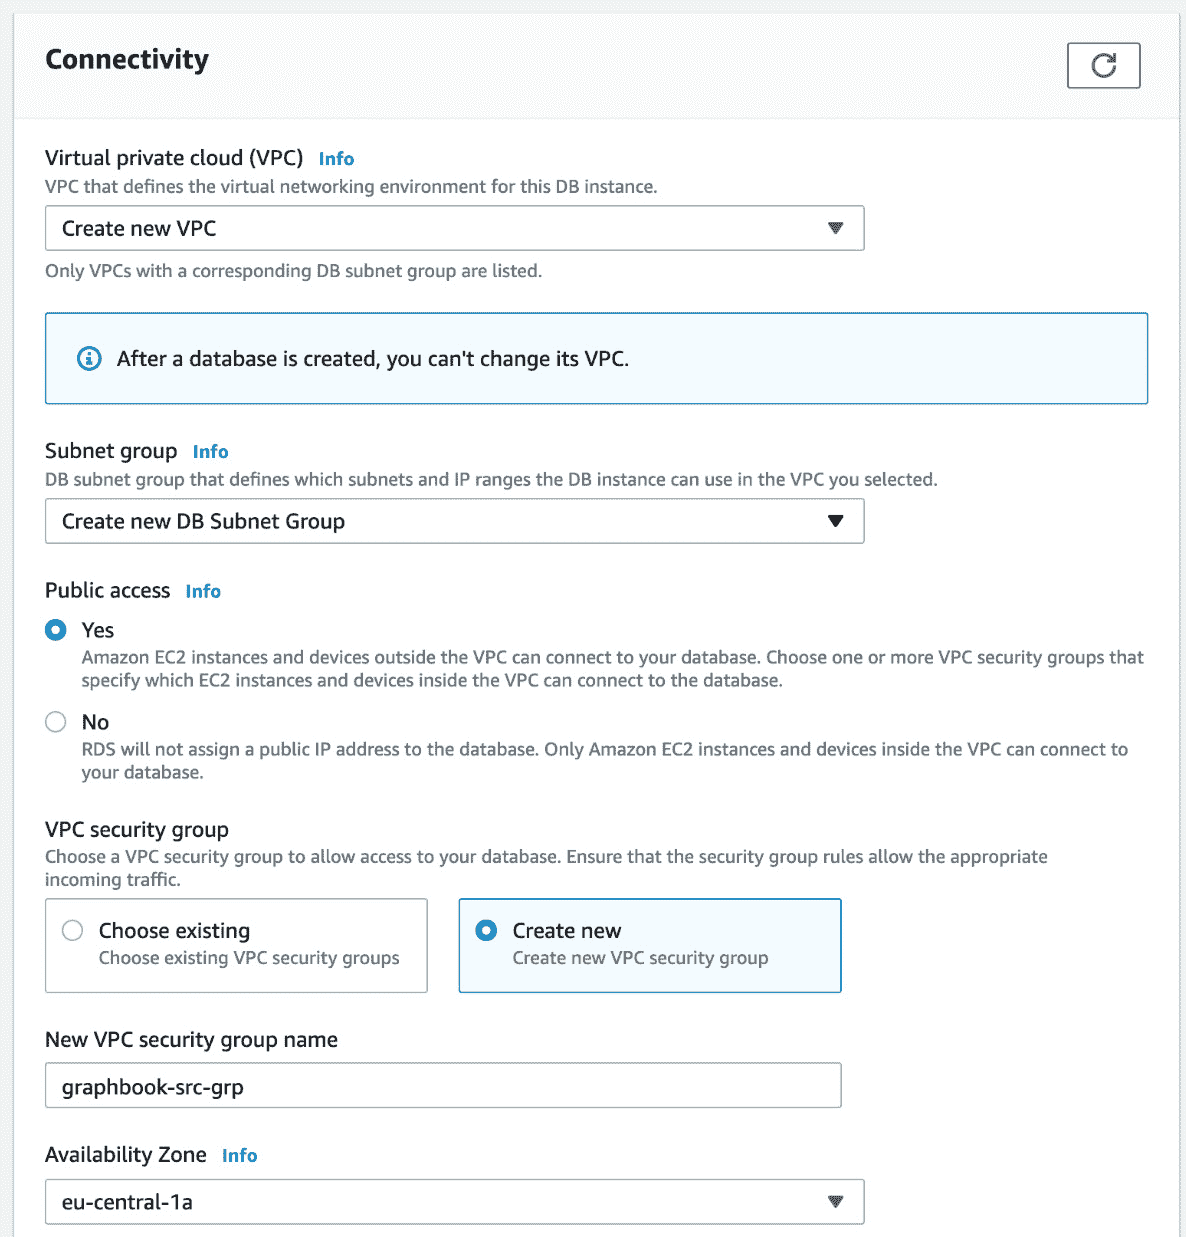 Connectivity
Virtual private cloud (VPC) Info
VPC that defines the virtual networking environment for this DB instance.
Create new VPC
Only VPCs with a corresponding DB subnet group are listed.
After a database is created, you can't change its VPC.
Subnet group Info
DB subnet group that defines which subnets and IP ranges the DB instance can use in the VPC you selected.
Create new DB Subnet Group
Public access Info
Yes
Amazon EC2 instances and devices outside the VPC can connect to your database. Choose one or more VPC security groups that
specify which EC2 instances and devices inside the VPC can connect to the database.
No
RDS will not assign a public IP address to the database. Only Amazon EC2 instances and devices inside the VPC can connect to
your database.
VPC security group
Choose a VPC security group to allow access to your database. Ensure that the security group rules allow the appropriate
incoming traffic.
Choose existing
Choose existing VPC security groups
Create new
Create new VPC security group
New VPC security group name
graphbook-src-grp
Availability Zone Info
eu-central-1a